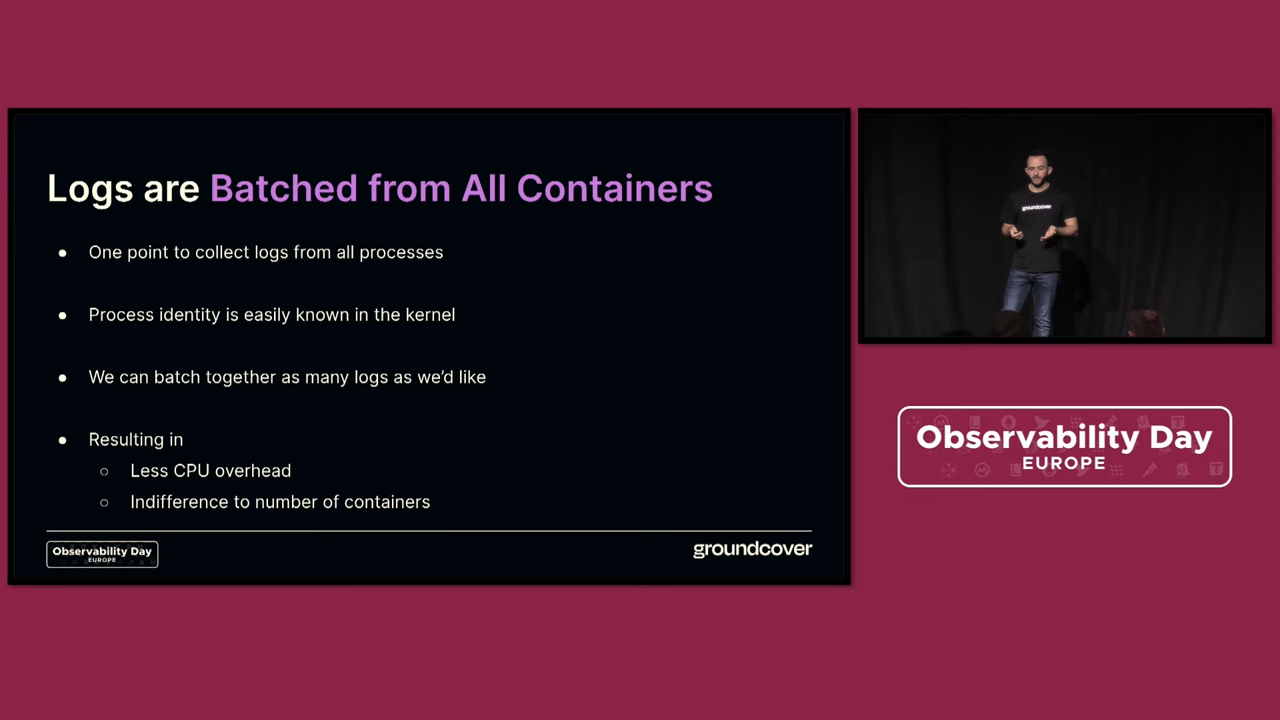 Logs are Batched from All Containers
One point to collect logs from all processes
Process identity is easily known in the kernel
We can batch together as many logs as we'd like
Resulting in
Less CPU overhead
Indifference to number of containers
Observability Day
EUROPE
groundcover
groundcover
Observability Day
EUROPE